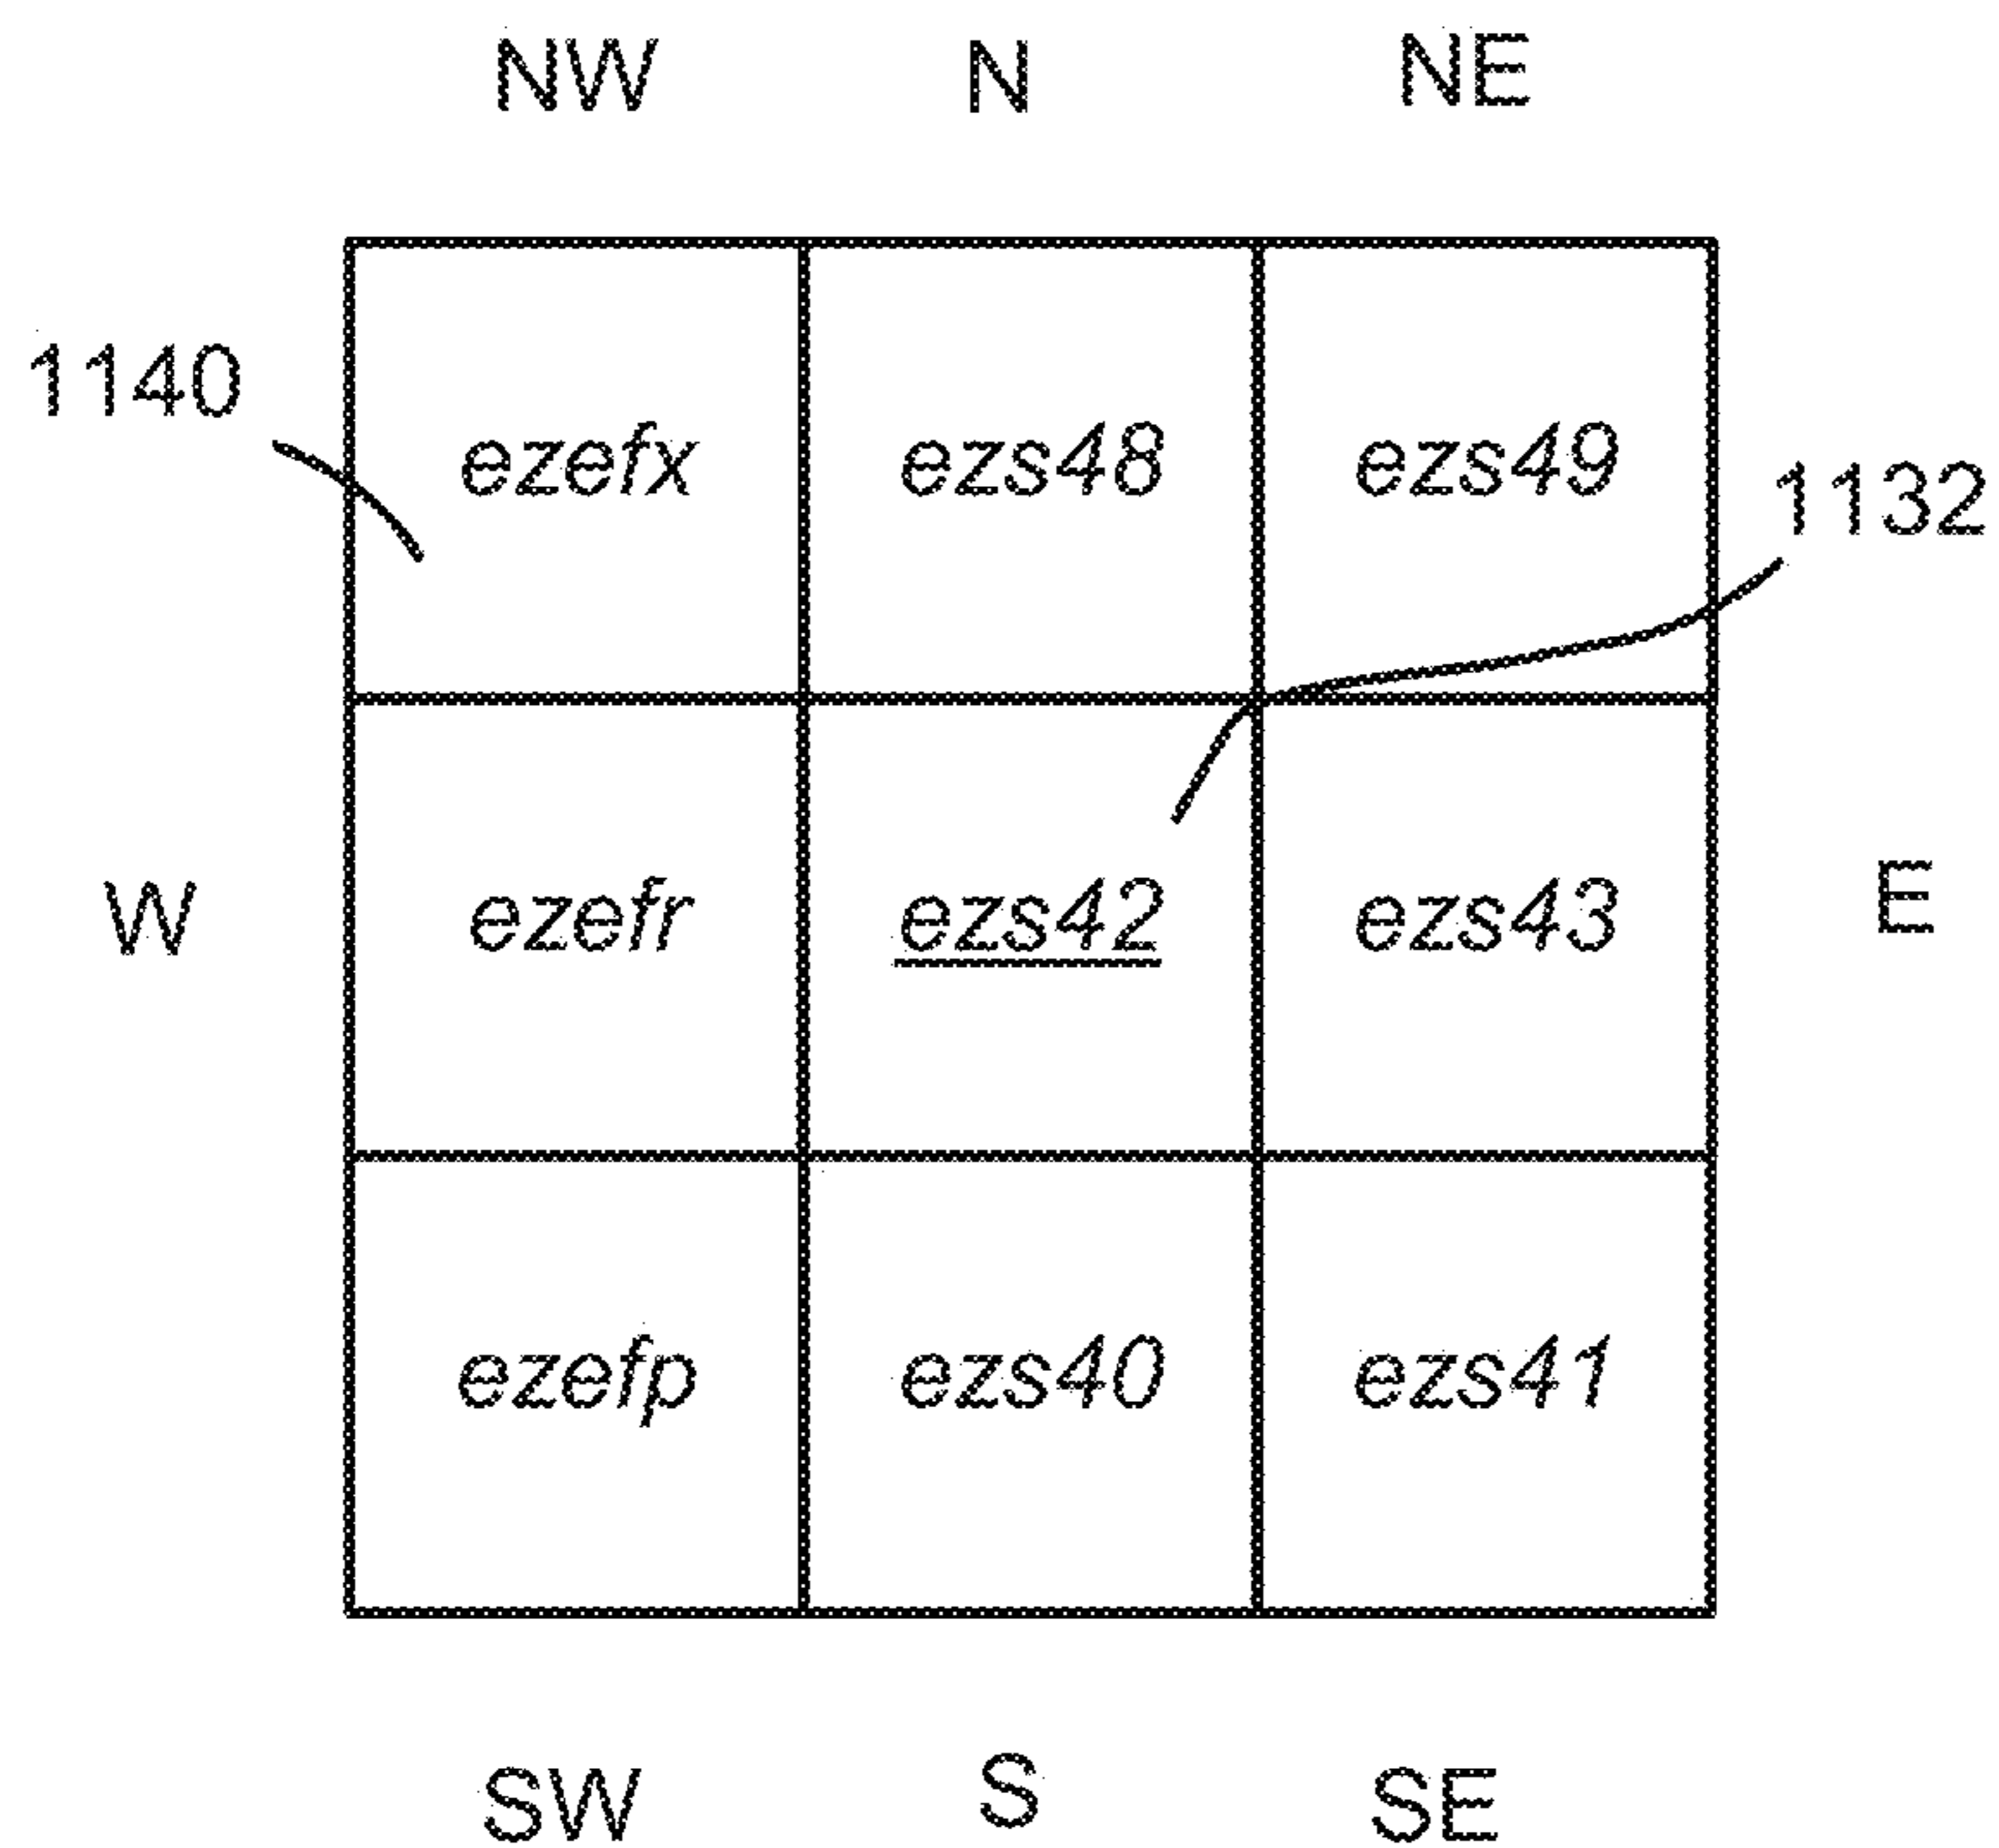 NW N NE
1140
ezefx ezs48 ezs49
1132
W ezefr ezs42 ezs43 E
ezefp ezs40 ezs41
SW S SE